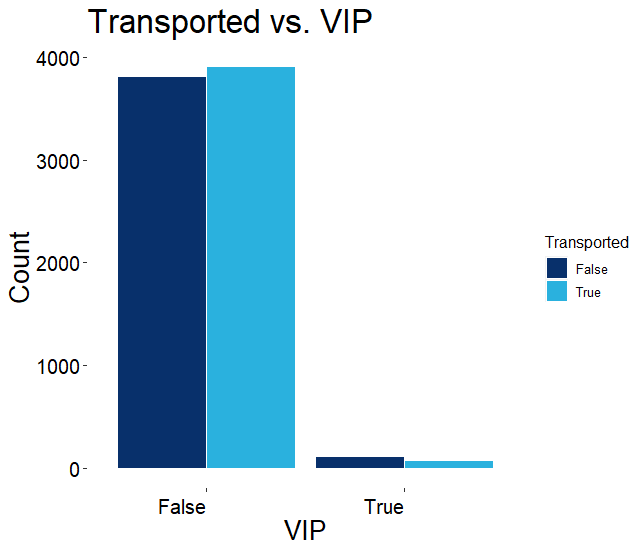 Transported vs. VIP
Count
4000
3000
2000
1000
0
False
True
VIP
Transported
False
True